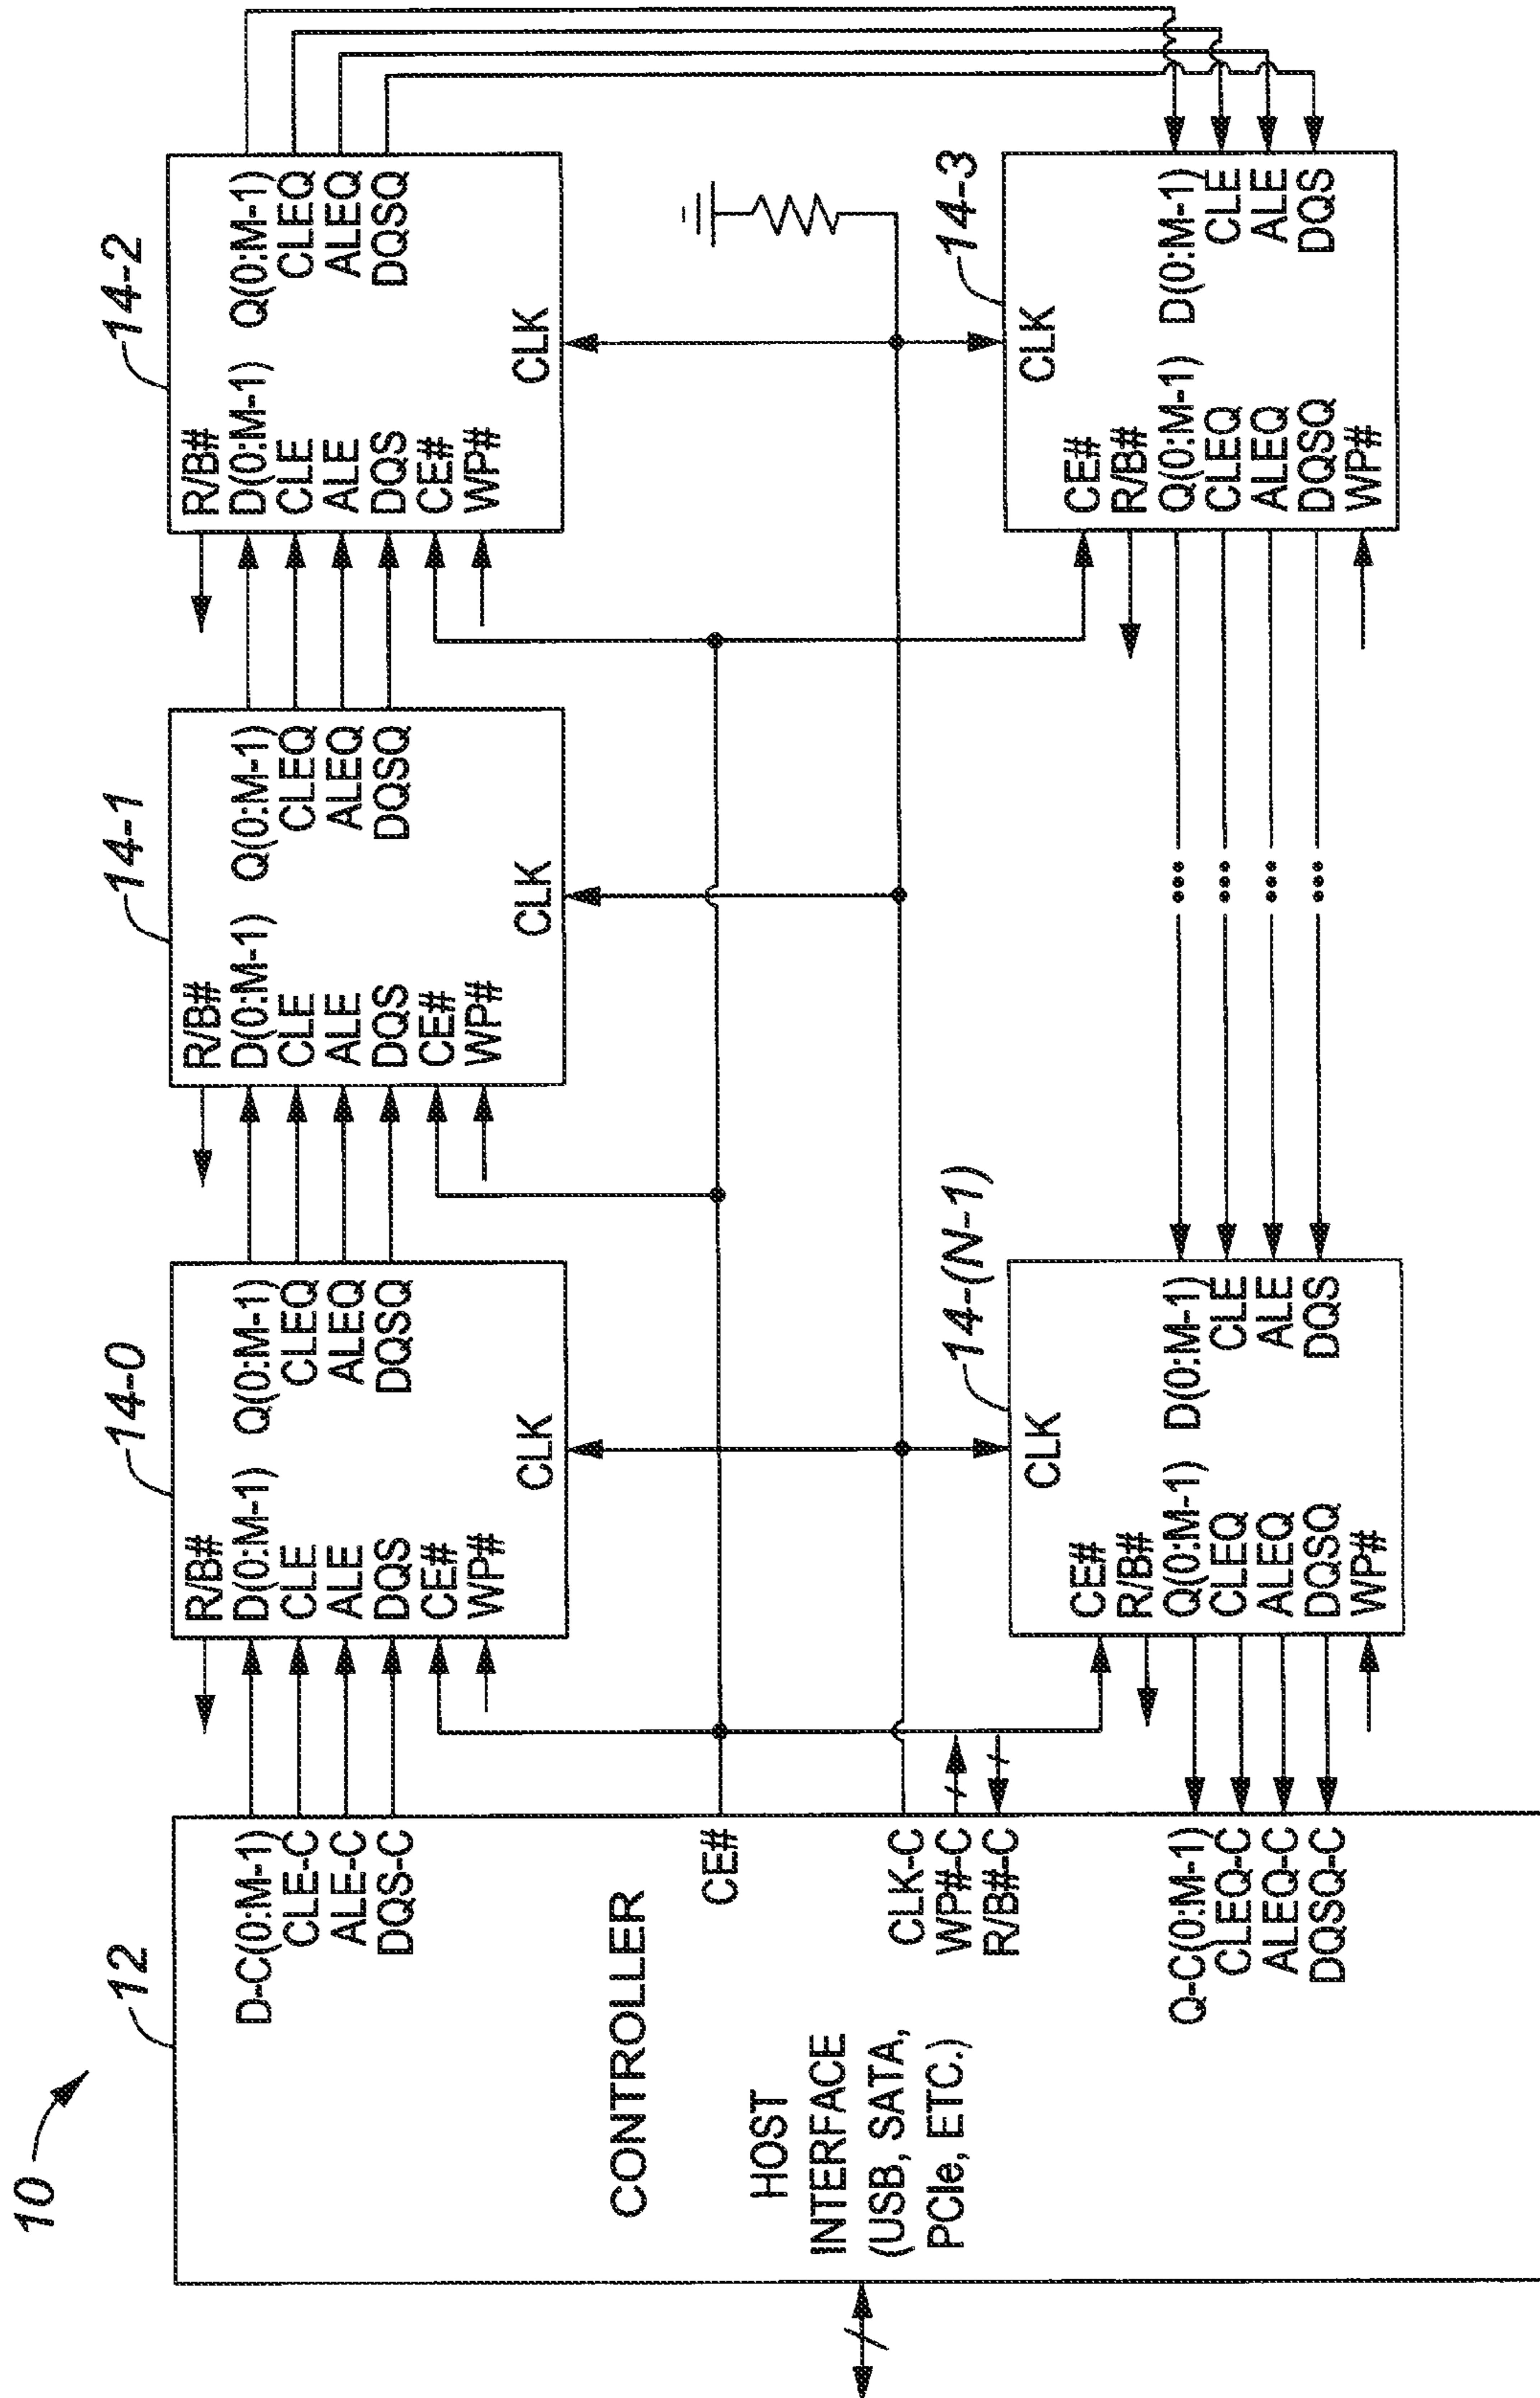 10
12
D-C(0:M-1)
CLE-C
ALE-C
DQS-C
CONTROLLER
CE#
HOST
INTERFACE
(USB, SATA,
PCIe, ETC.)
CLK-C
WP#-C
R/B#-C
Q-C(0:M-1)
CLEQ-C
ALEQ-C
DQSQ-C
14-0
R/B#
D(0:M-1) Q(0:M-1)
CLE CLEQ
ALE ALEQ
DQS DQSQ
CE#
WP#
CLK
14-1
R/B#
D(0:M-1) Q(0:M-1)
CLE CLEQ
ALE ALEQ
DQS DQSQ
CE#
WP#
CLK
14-2
R/B#
D(0:M-1) Q(0:M-1)
CLE CLEQ
ALE ALEQ
DQS DQSQ
CE#
WP#
CLK
14-(N-1)
CLK
CE#
R/B#
Q(0:M-1) D(0:M-1)
CLEQ CLE
ALEQ ALE
DQSQ DQS
WP#
14-3
CLK
CE#
R/B#
Q(0:M-1) D(0:M-1)
CLEQ CLE
ALEQ ALE
DQSQ DQS
WP#